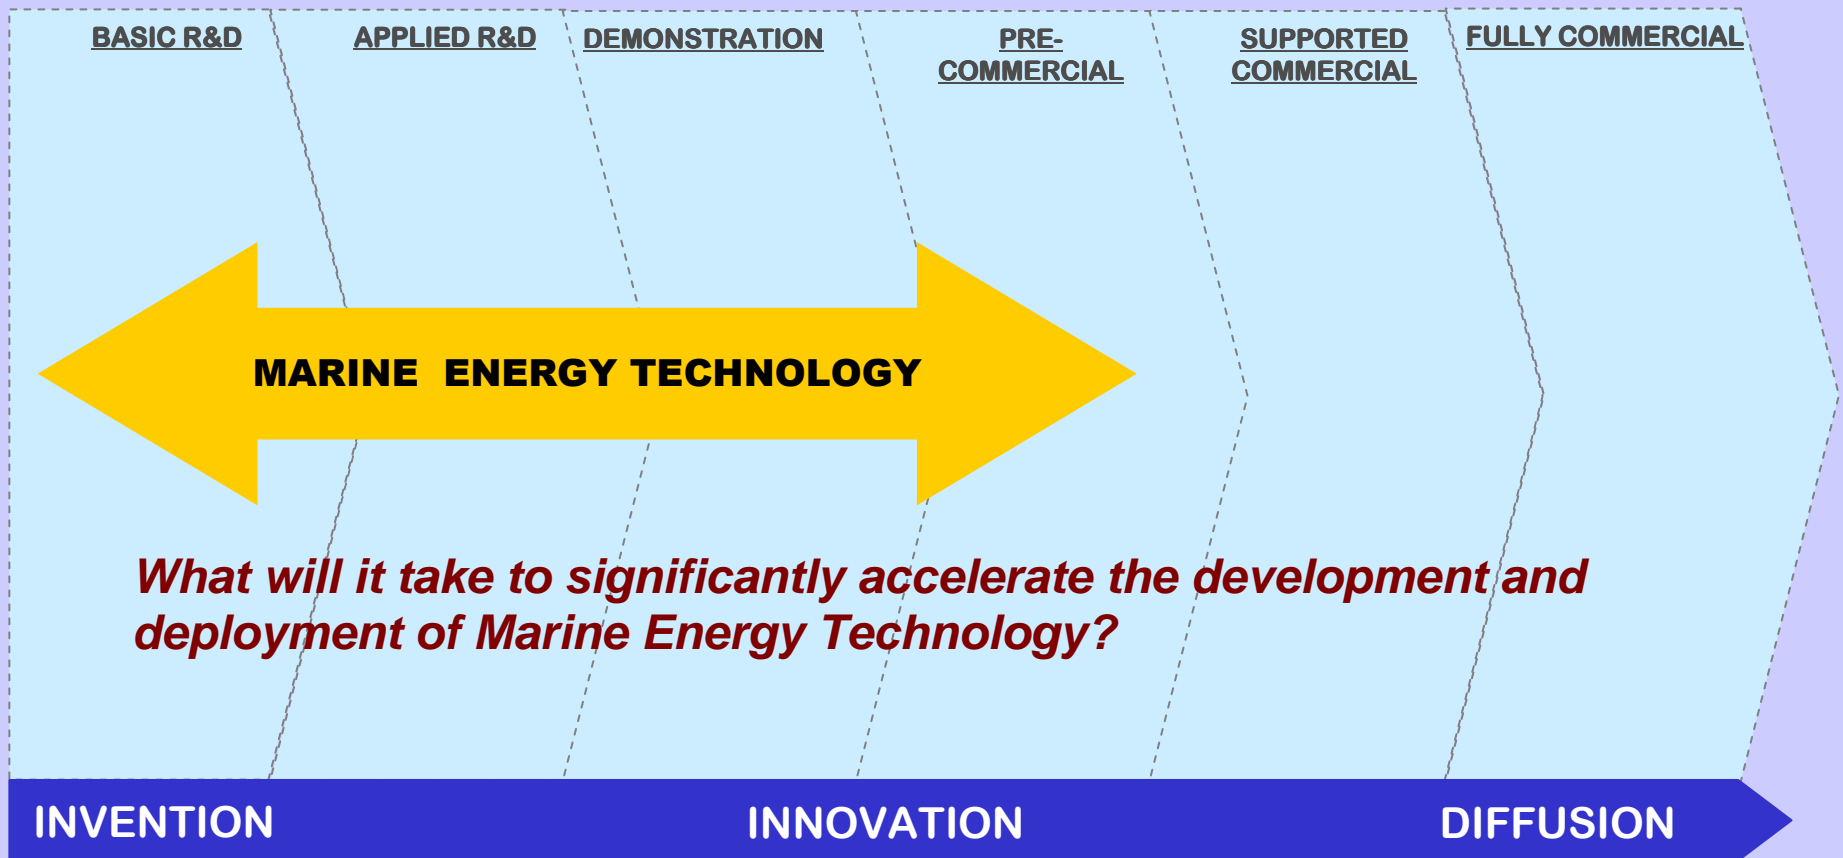 BASIC R&D
APPLIED R&D
DEMONSTRATION
PRE-
COMMERCIAL
SUPPORTED
COMMERCIAL
FULLY COMMERCIAL
MARINE ENERGY TECHNOLOGY
What will it take to significantly accelerate the development and
deployment of Marine Energy Technology?
INVENTION
INNOVATION
DIFFUSION